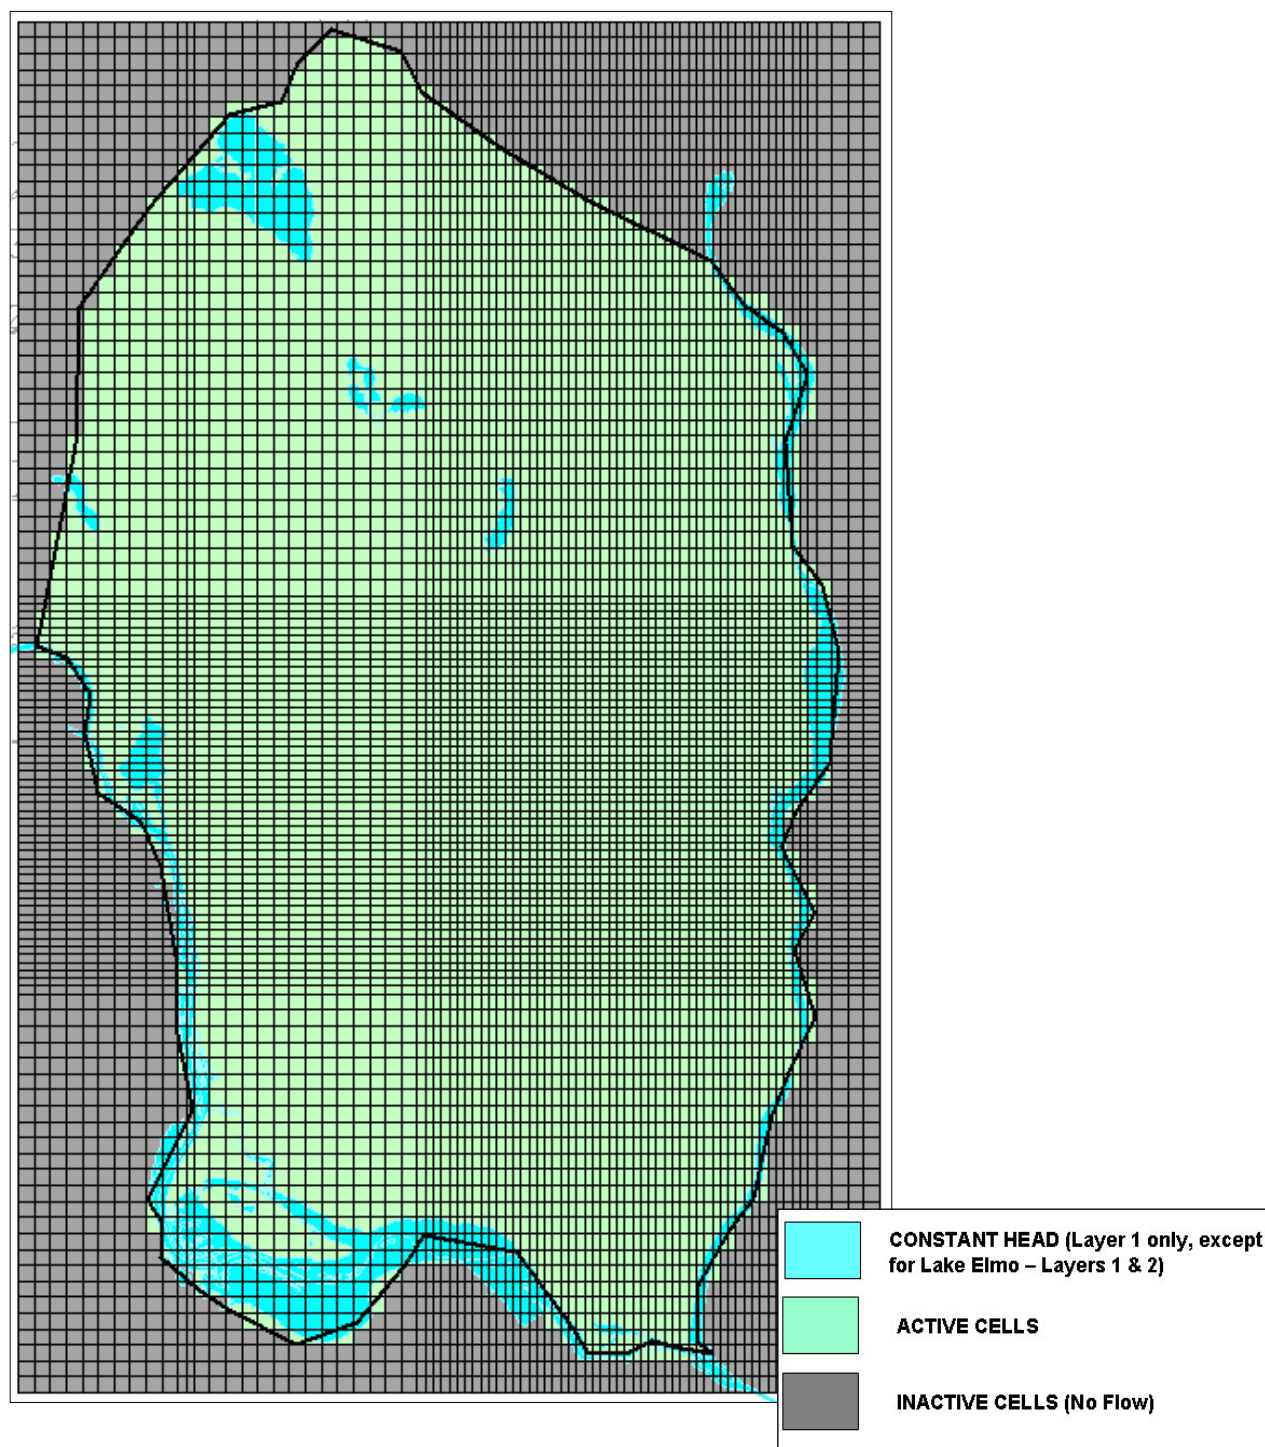 CONSTANT HEAD (Layer 1 only, except
for Lake Elmo – Layers 1 & 2)
ACTIVE CELLS
INACTIVE CELLS (No Flow)